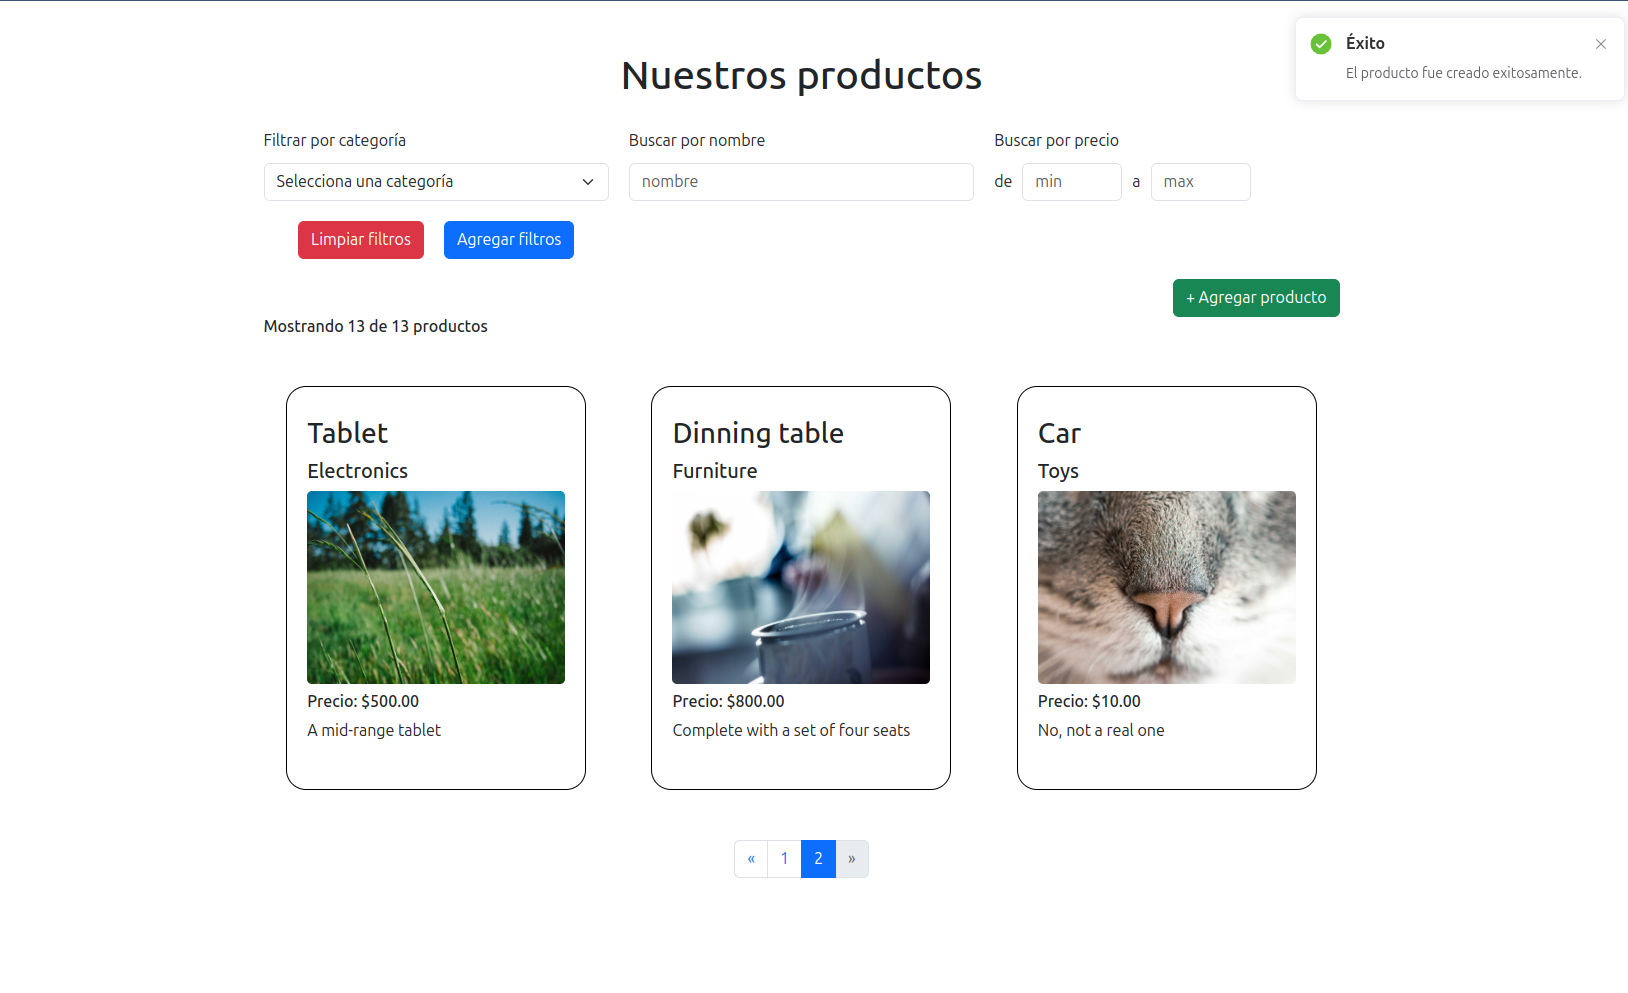 Éxito
El producto fue creado exitosamente.
Nuestros productos
Filtrar por categoría
Buscar por nombre
Buscar por precio
Selecciona una categoría
nombre
de min a max
Limpiar filtros
Agregar filtros
+ Agregar producto
Mostrando 13 de 13 productos
Tablet
Electronics
Precio: $500.00
A mid-range tablet
Dinning table
Furniture
Precio: $800.00
Complete with a set of four seats
Car
Toys
Precio: $10.00
No, not a real one
« 1 2 »